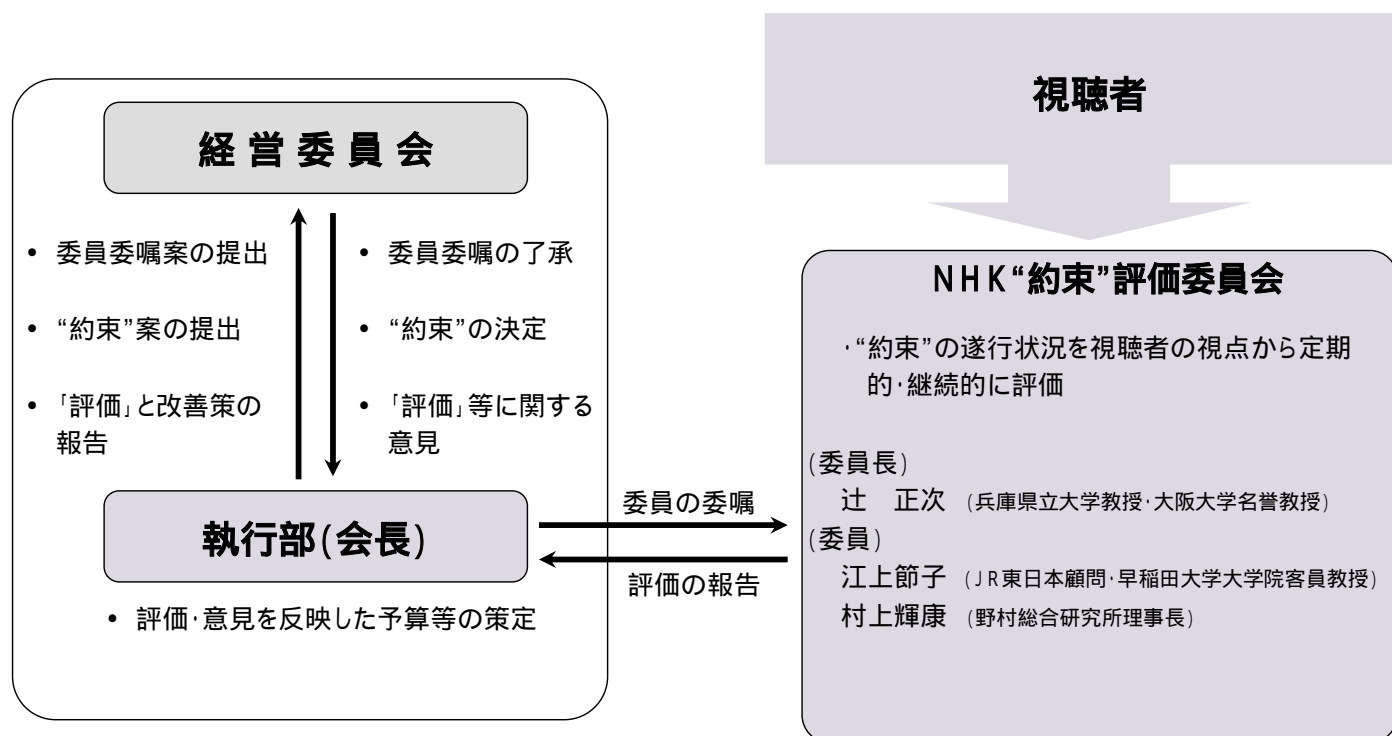 視聴者
経営委員会
• 委員委嘱案の提出
• “約束”案の提出
• 「評価」と改善策の
報告
• 委員委嘱の了承
• “約束”の決定
• 「評価」等に関する
意見
執行部(会長)
• 評価・意見を反映した予算等の策定
委員の委嘱
評価の報告
NHK“約束”評価委員会
・“約束”の遂行状況を視聴者の視点から定期
的・継続的に評価
(委員長)
辻 正次 (兵庫県立大学教授・大阪大学名誉教授)
(委員)
江上節子 (JR東日本顧問・早稲田大学大学院客員教授)
村上輝康 (野村総合研究所理事長)